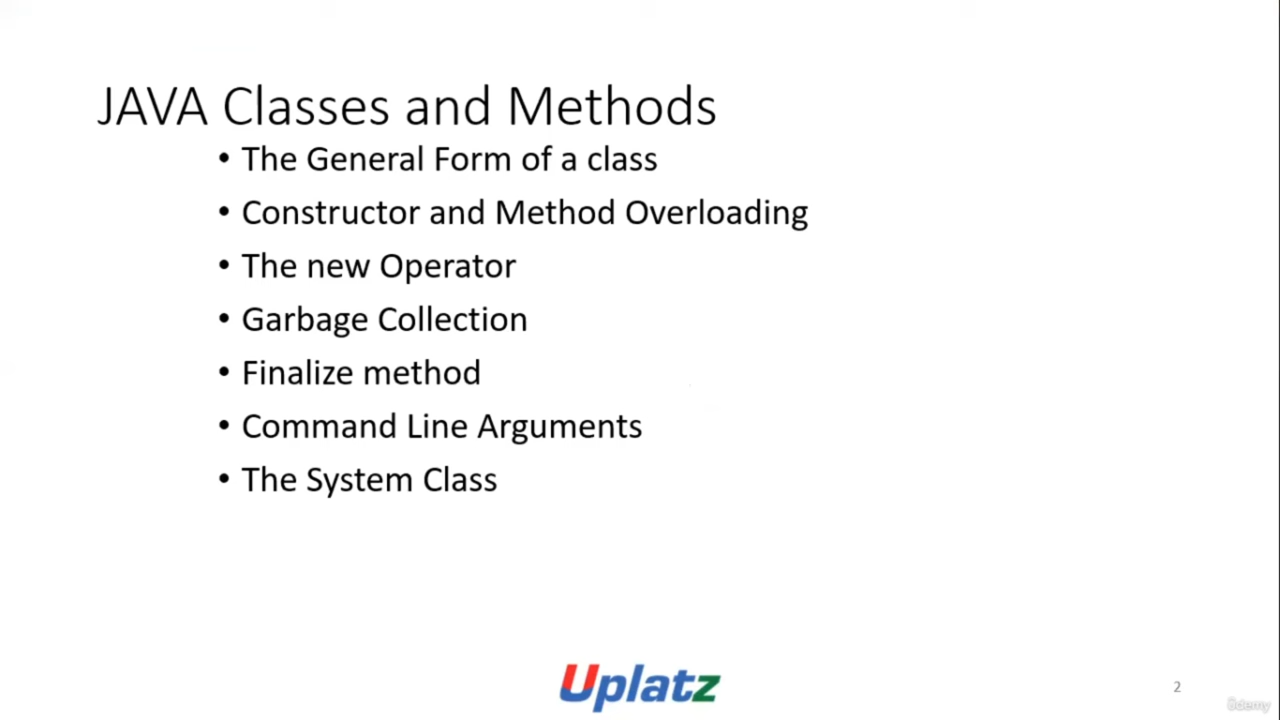 JAVA Classes and Methods
• The General Form of a class
• Constructor and Method Overloading
• The new Operator
• Garbage Collection
• Finalize method
• Command Line Arguments
• The System Class
Uplatz
2
ûdemy